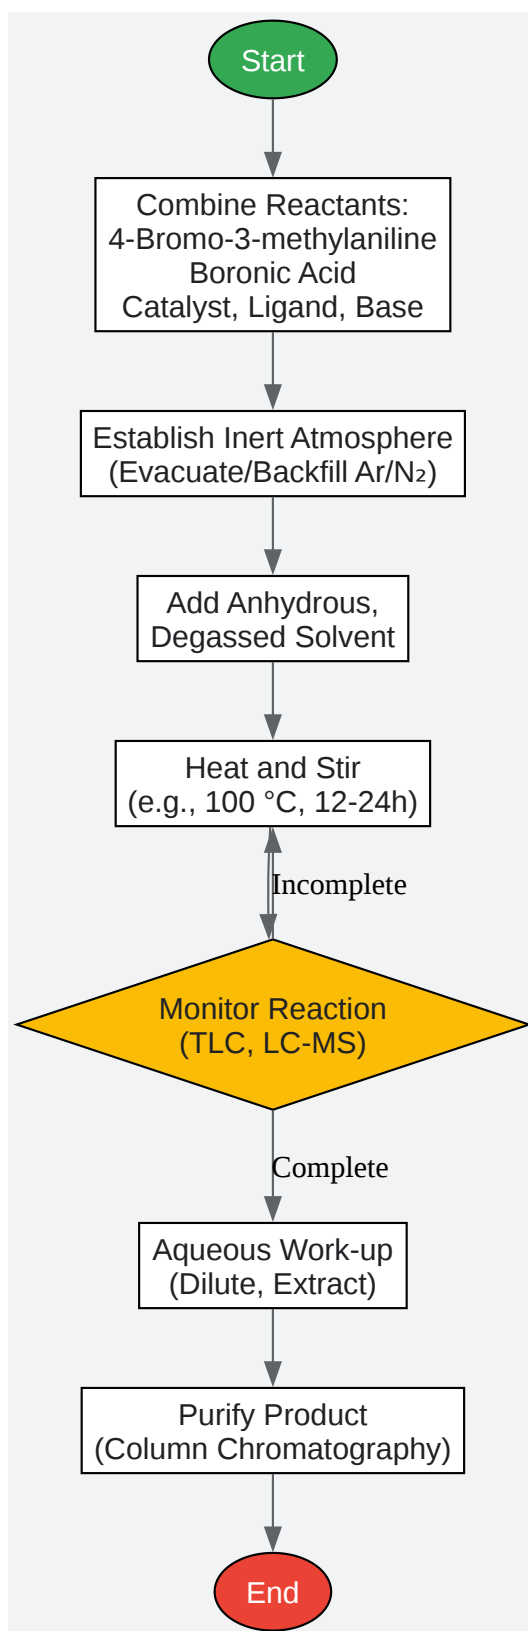 Start
Combine Reactants:
4-Bromo-3-methylaniline
Boronic Acid
Catalyst, Ligand, Base
Establish Inert Atmosphere
(Evacuate/Backfill Ar/N₂)
Add Anhydrous,
Degassed Solvent
Heat and Stir
(e.g., 100 °C, 12-24h)
Incomplete
Monitor Reaction
(TLC, LC-MS)
Complete
Aqueous Work-up
(Dilute, Extract)
Purify Product
(Column Chromatography)
End